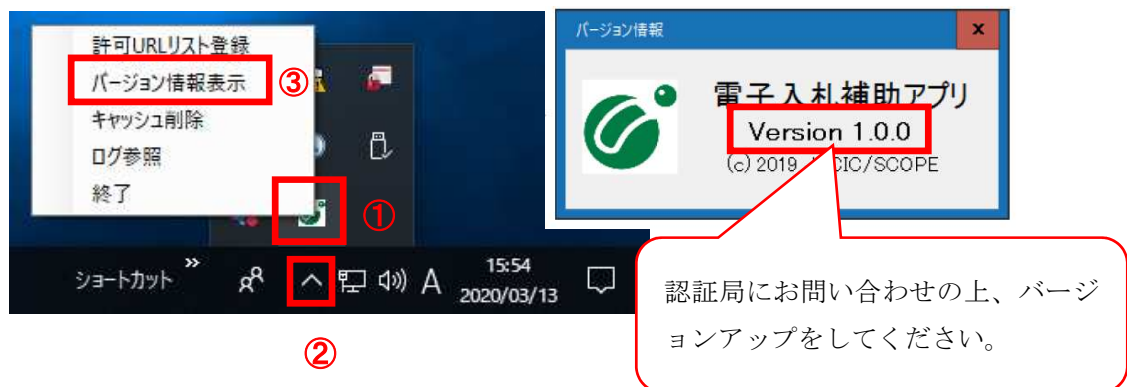 許可URLリスト登録
バージョン情報表示
③
キャッシュ削除
ログ参照
終了
①
ショートカット
»
A
15:54
2020/03/13
②
バージョン情報
x
電子入札補助アプリ
Version 1.0.0
(c) 2019 CIC/SCOPE
認証局にお問い合わせの上、バージ
ョンアップをしてください。